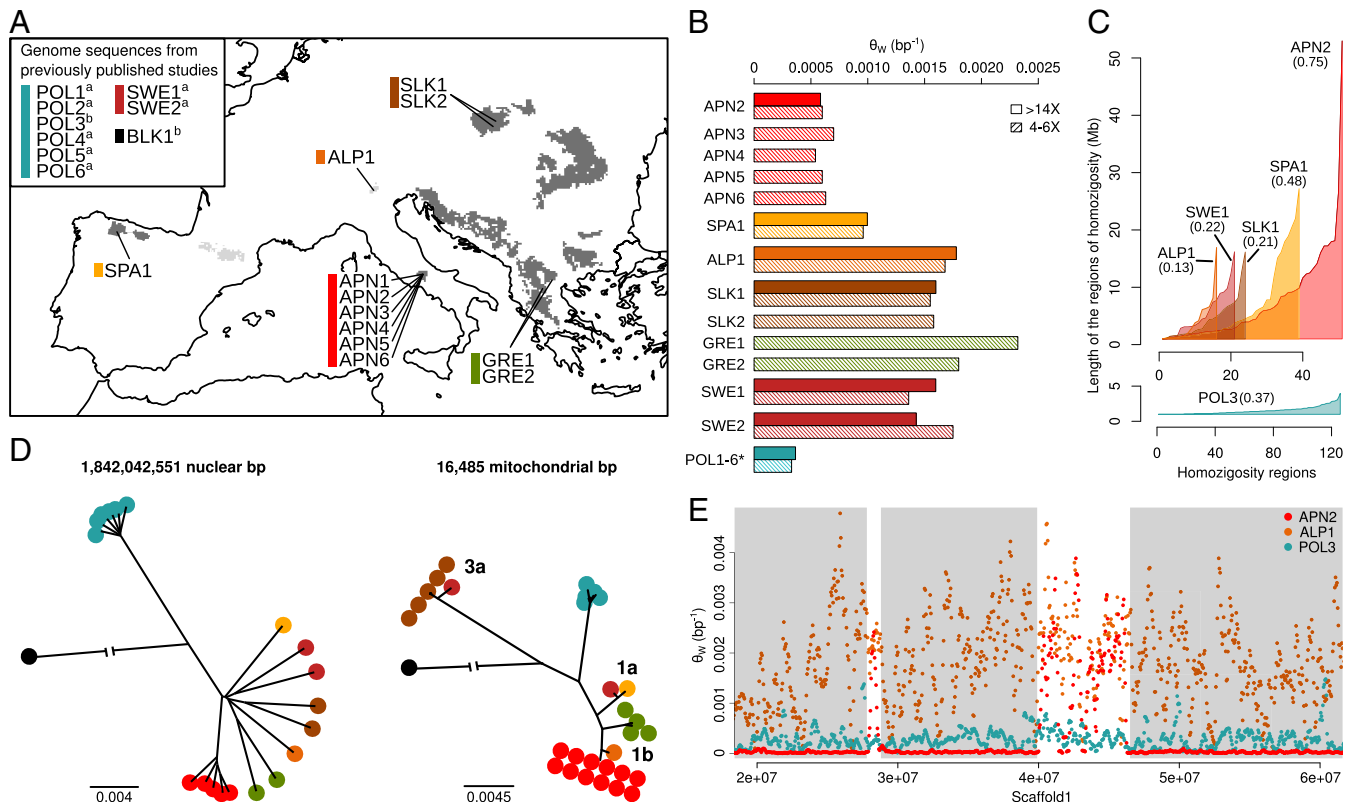 A
Genome sequences from
previously published studies
POL1a
POL2a
POL3b
POL4a
POL5a
POL6a
SWE1a
SWE2a
BLK1b
SLK1
SLK2
ALP1
SPA1
APN1
APN2
APN3
APN4
APN5
APN6
GRE1
GRE2
B
θW (bp-1)
0 0.0005 0.0010 0.0015 0.0020 0.0025
>14X
4-6X
APN2
APN3
APN4
APN5
APN6
SPA1
ALP1
SLK1
SLK2
GRE1
GRE2
SWE1
SWE2
POL1-6*
C
Length of the regions of homozigosity (Mb)
50
40
30
20
10
0
APN2
(0.75)
SPA1
(0.48)
SWE1
(0.22)
SLK1
(0.21)
ALP1
(0.13)
0 20 40
5
0
POL3(0.37)
0 40 80 120
Homozigosity regions
D
1,842,042,551 nuclear bp
0.004
16,485 mitochondrial bp
3a
1a
1b
0.0045
E
θW (bp-1)
0.004
0.003
0.002
0.001
0
APN2
ALP1
POL3
2e+07 3e+07 4e+07 5e+07 6e+07
Scaffold1